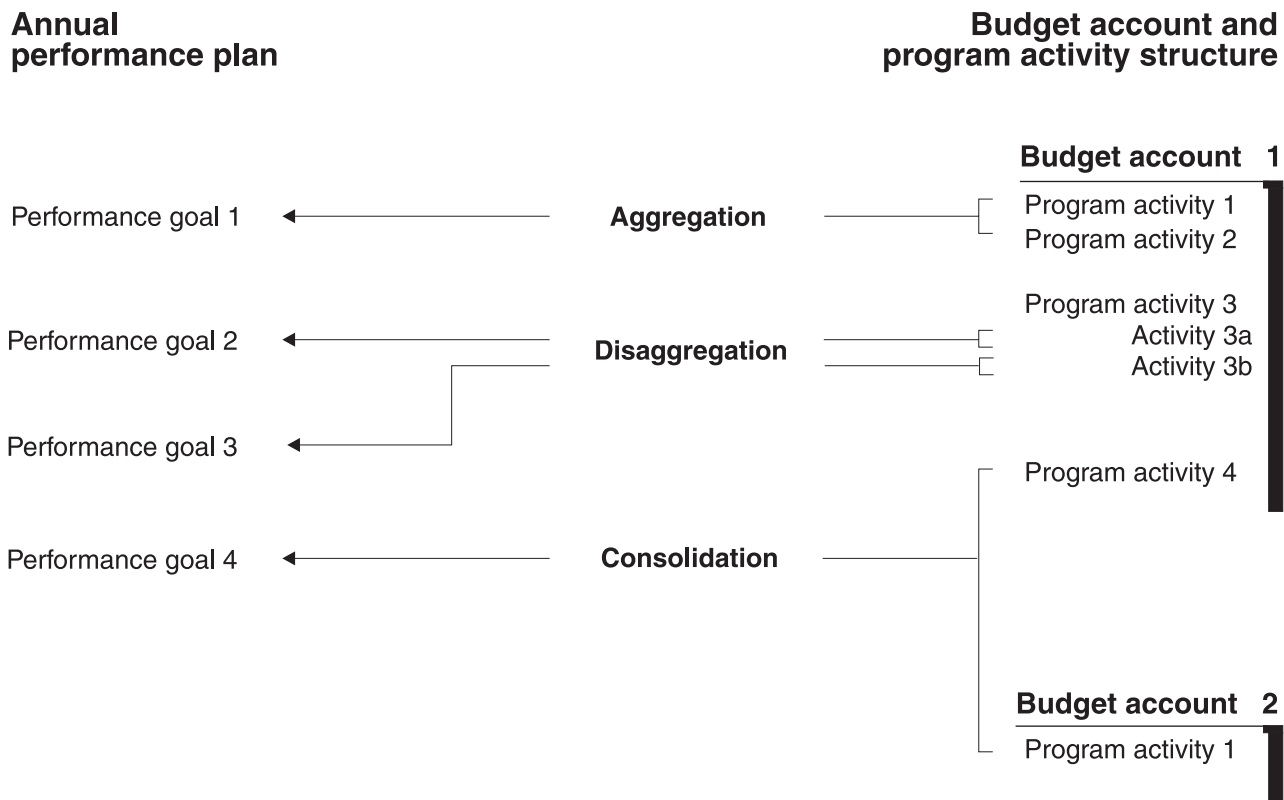 Annual
performance plan
Budget account and
program activity structure
Budget account 1
Performance goal 1
Aggregation
Program activity 1
Program activity 2
Program activity 3
Performance goal 2
Disaggregation
Activity 3a
Activity 3b
Performance goal 3
Program activity 4
Performance goal 4
Consolidation
Budget account 2
Program activity 1